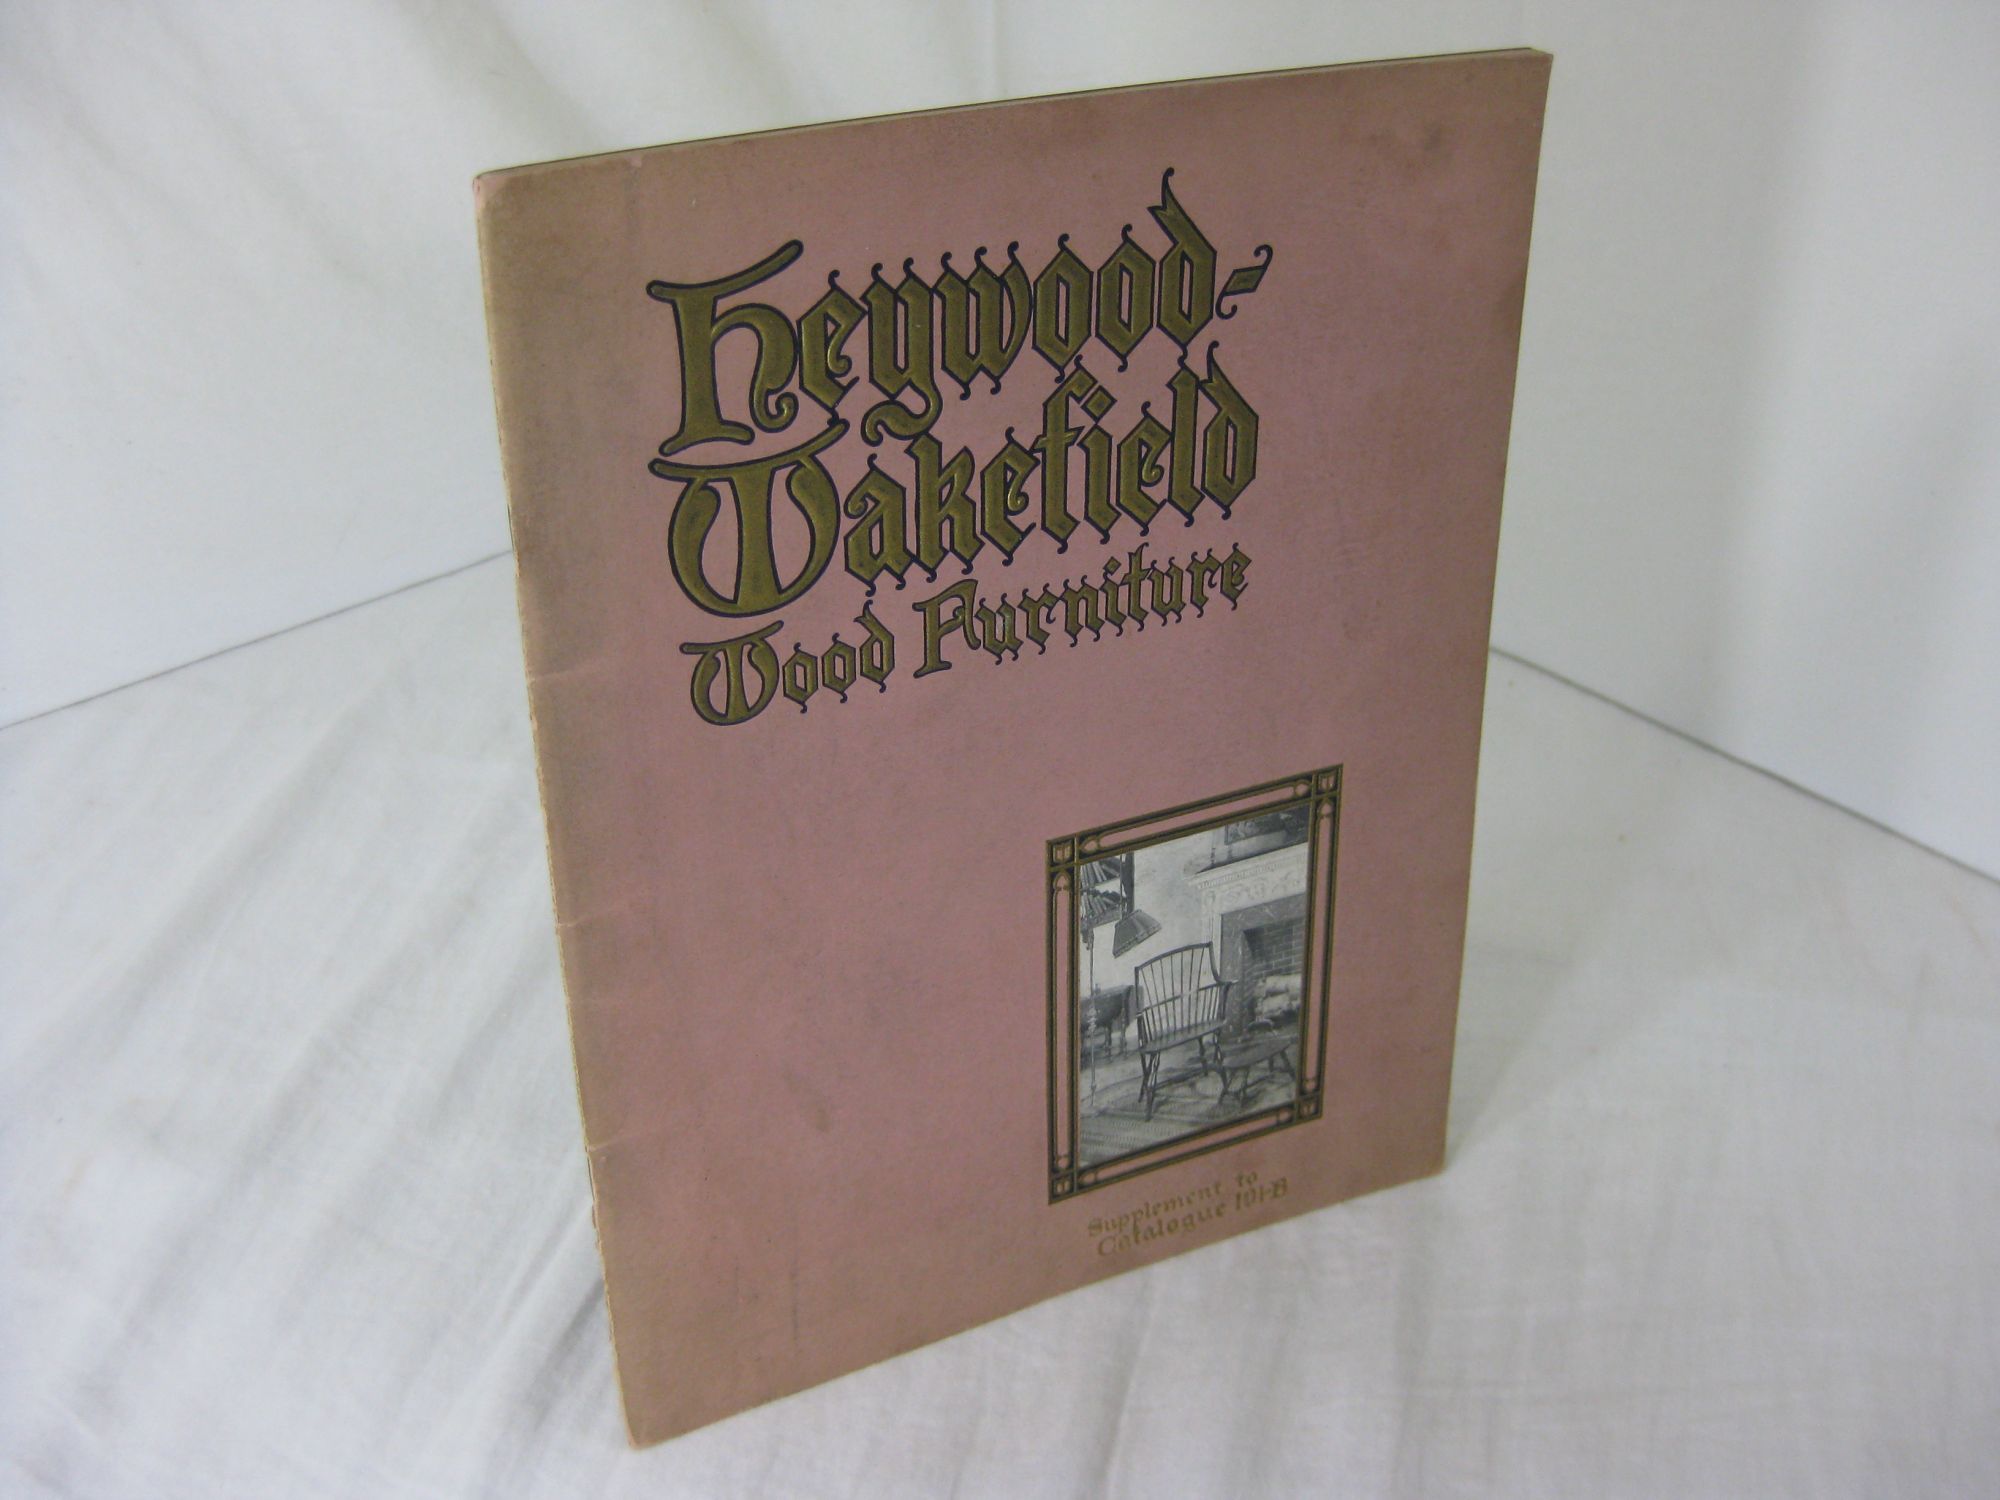 Heywood-
Wakefield
Wood Furniture
Supplement to
Catalogue 101-B